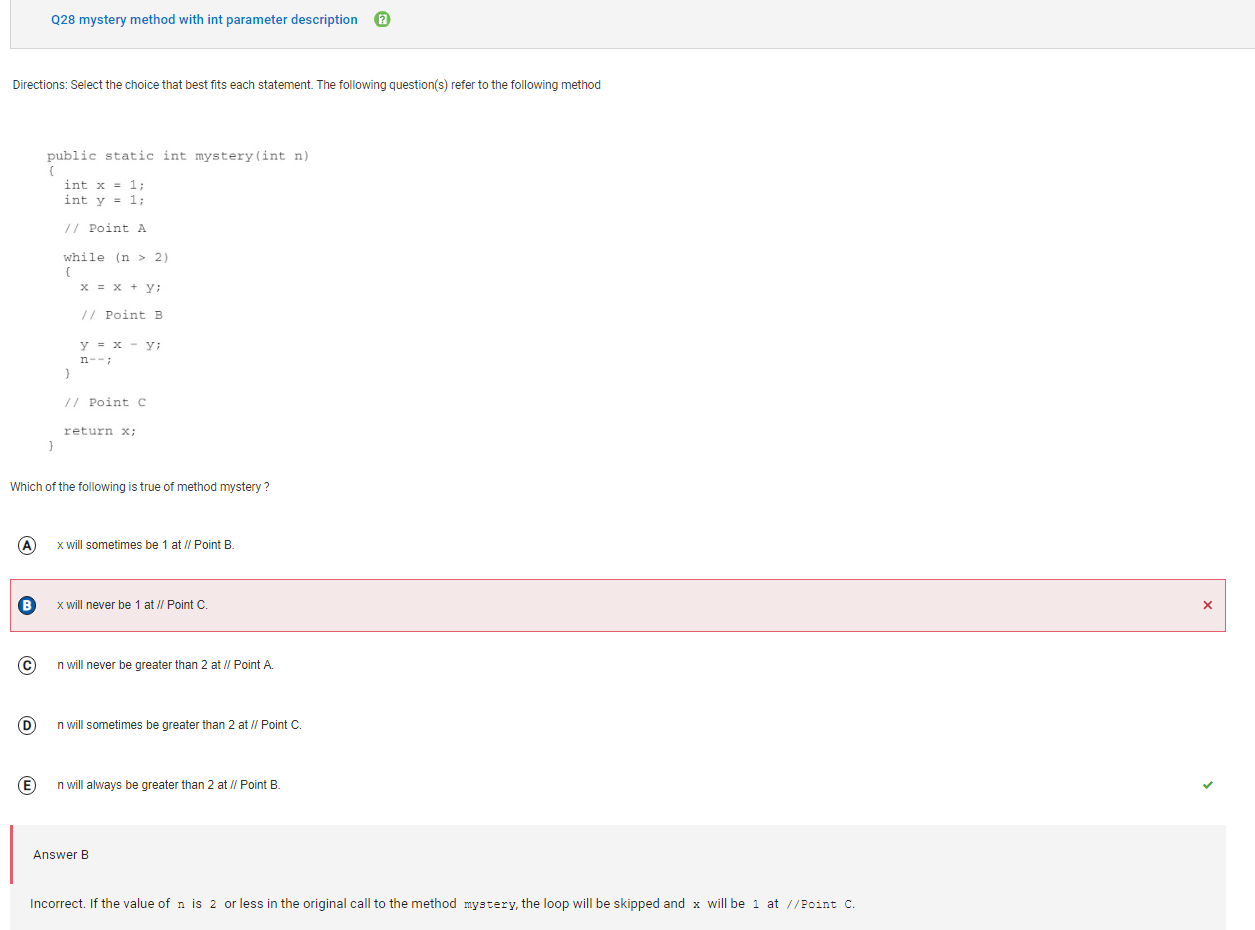 Q28 mystery method with int parameter description
Directions: Select the choice that best fits each statement. The following question(s) refer to the following method
public static int mystery(int n)
{
int x = 1;
int y = 1;
// Point A
while (n > 2)
{
x = x + y;
// Point B
y = x - y;
n--;
}
// Point C
return x;
}
Which of the following is true of method mystery ?
A x will sometimes be 1 at // Point B.
B x will never be 1 at // Point C.
C n will never be greater than 2 at // Point A.
D n will sometimes be greater than 2 at // Point C.
E n will always be greater than 2 at // Point B.
Answer B
Incorrect. If the value of n is 2 or less in the original call to the method mystery, the loop will be skipped and x will be 1 at //Point C.